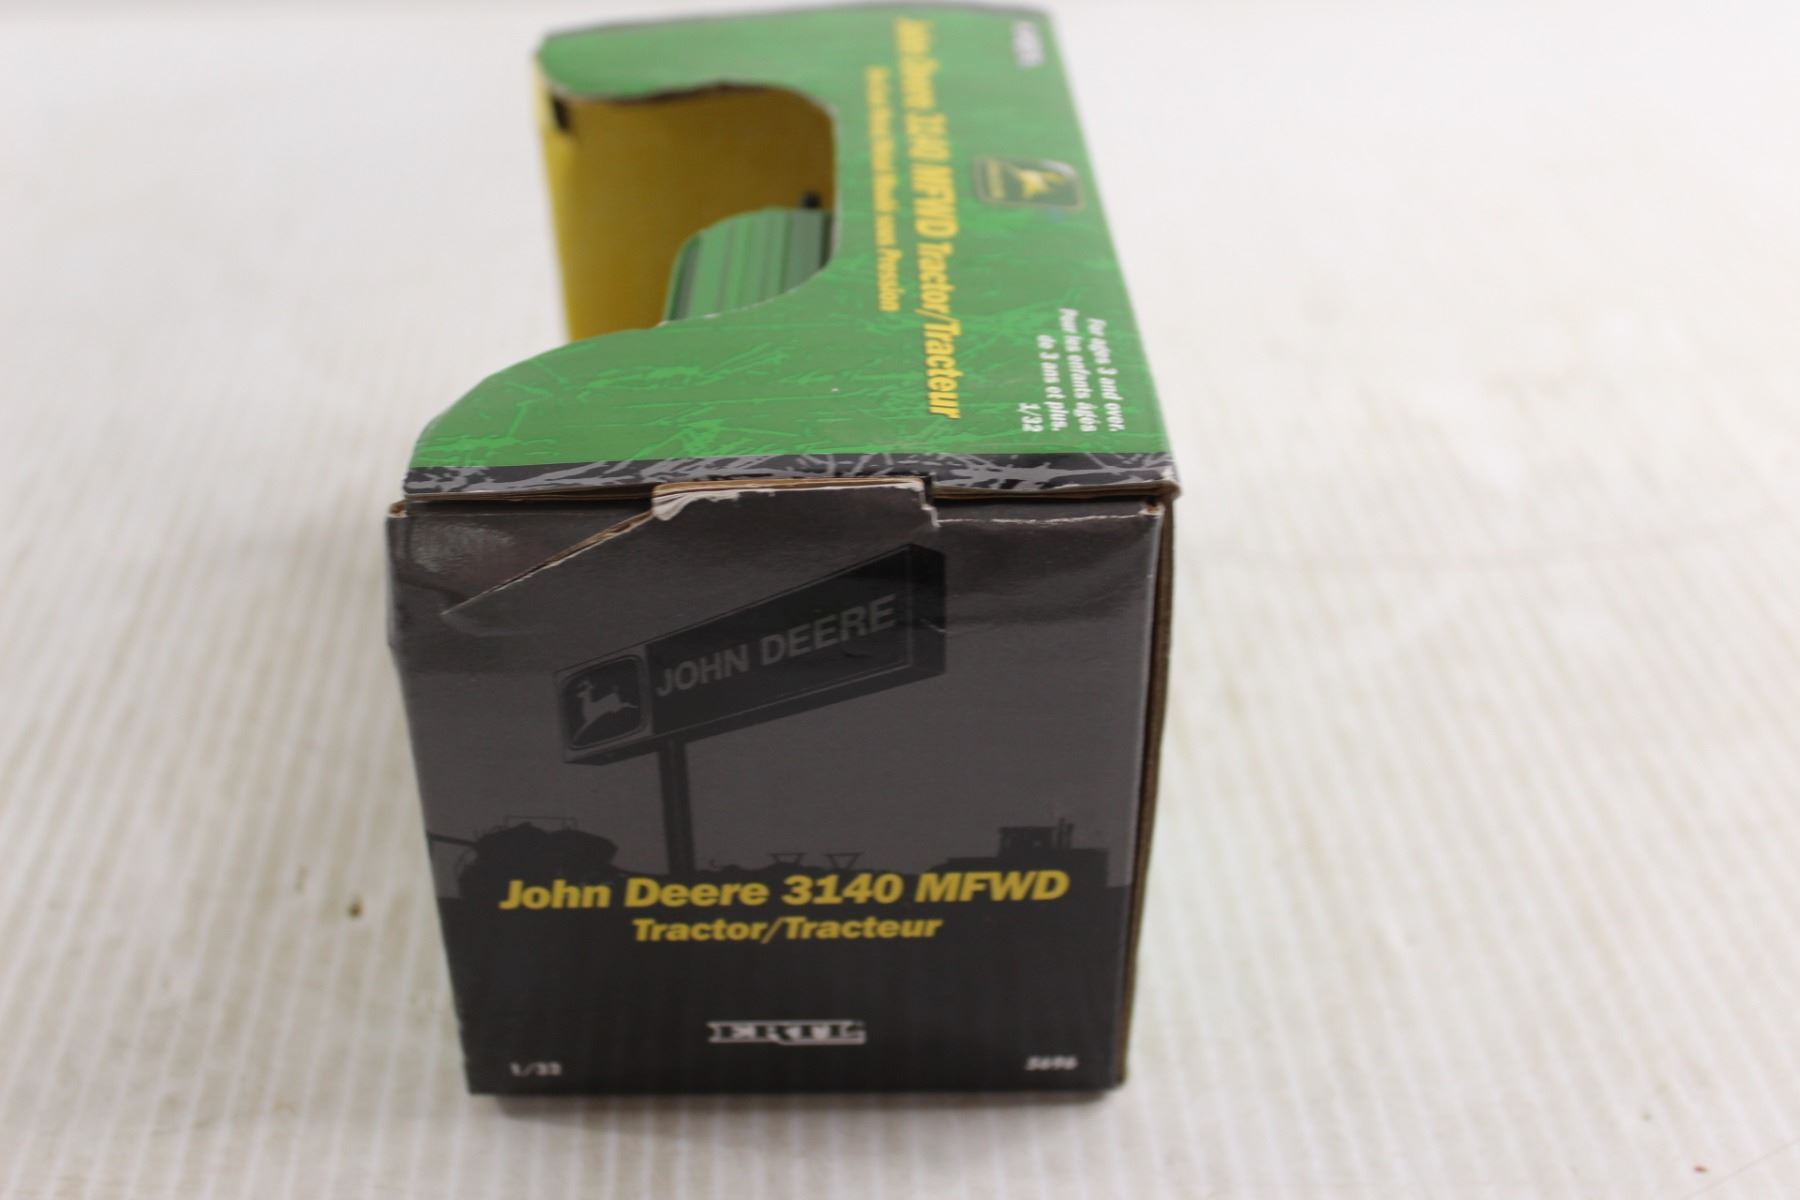 John Deere 3140 MFWD Tractor/Tracteur
For ages 3 and over.
Pour les enfants âgés
de 3 ans et plus.
1/32
JOHN DEERE
John Deere 3140 MFWD
Tractor/Tracteur
ERTL
1/32
5696